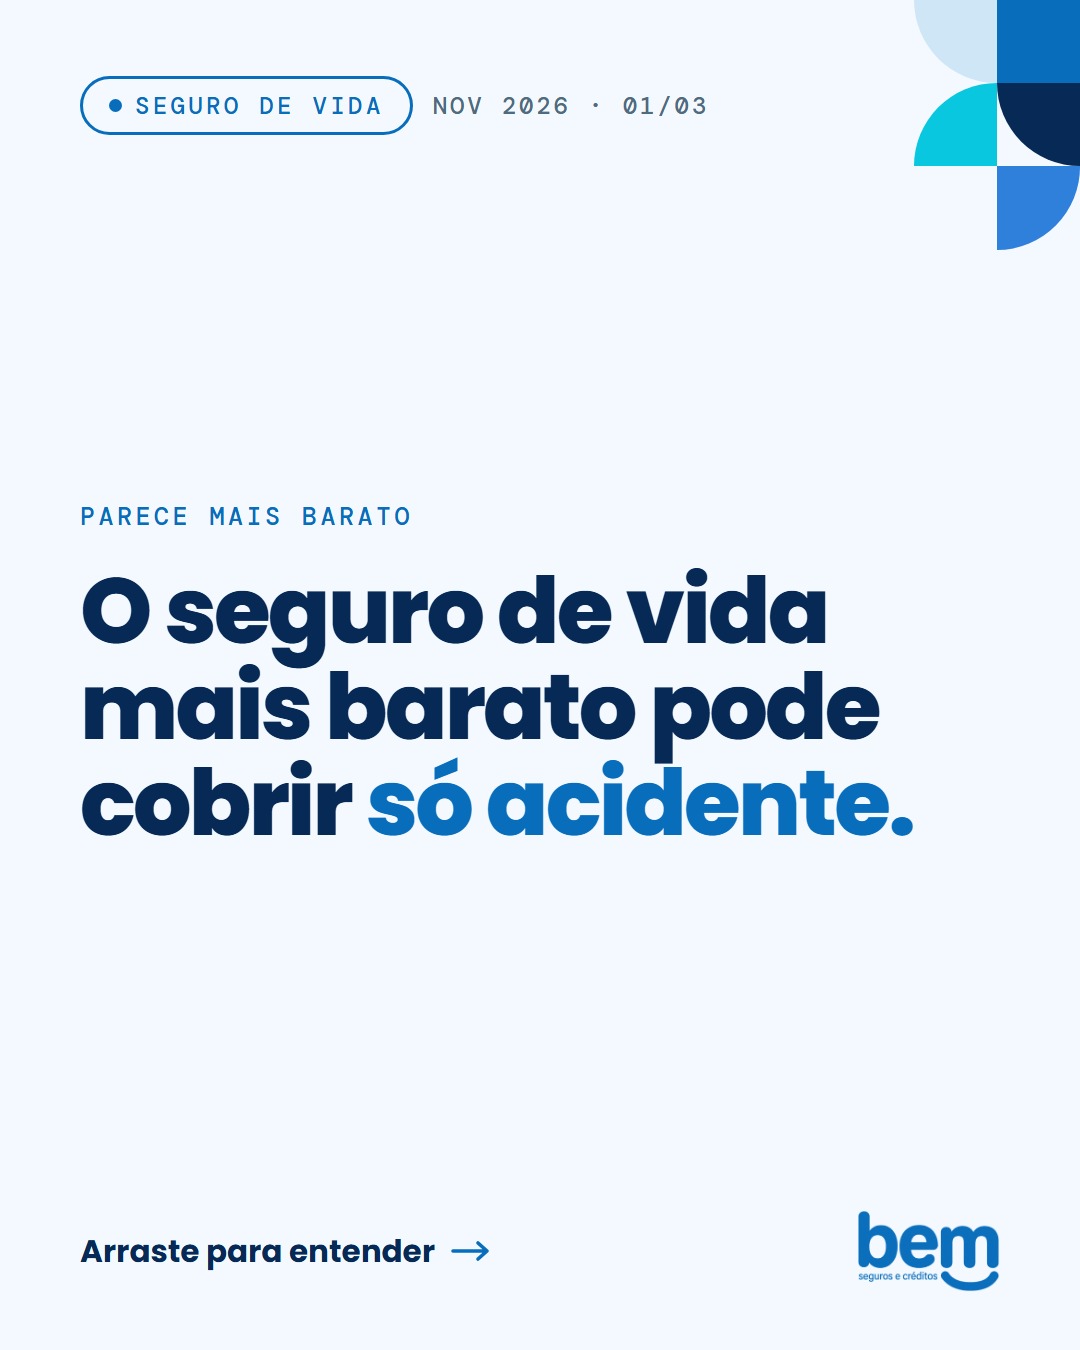 SEGURO DE VIDA NOV 2026 · 01/03
PARECE MAIS BARATO
O seguro de vida
mais barato pode
cobrir só acidente.
Arraste para entender →
bem
seguros e créditos